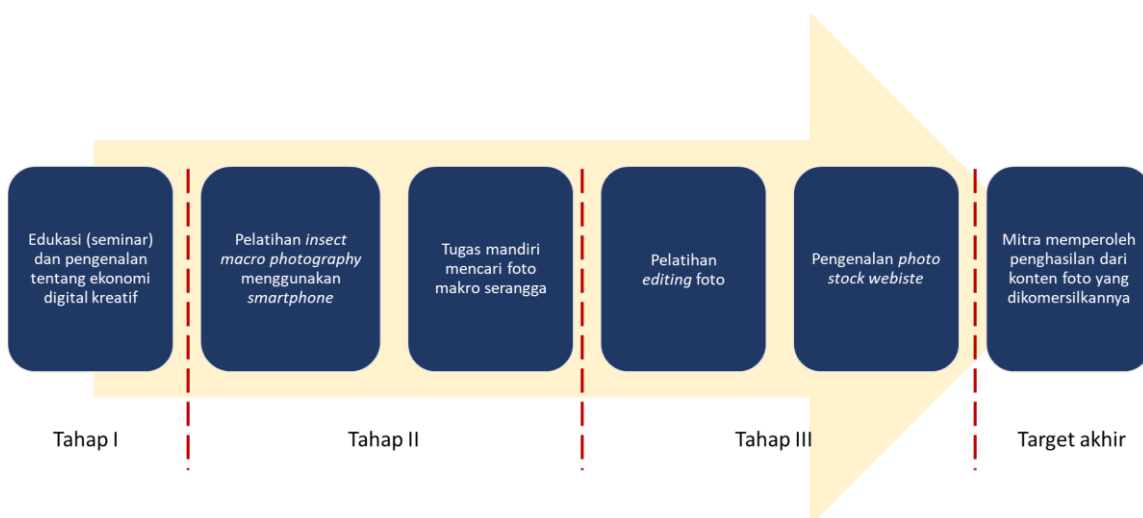 Edukasi (seminar)
dan pengenalan
tentang ekonomi
digital kreatif
Pelatihan insect
macro photography
menggunakan
smartphone
Tugas mandiri
mencari foto
makro serangga
Pelatihan
editing foto
Pengenalan photo
stock webiste
Mitra memperoleh
penghasilan dari
konten foto yang
dikomersilkannya
Tahap I
Tahap II
Tahap III
Target akhir